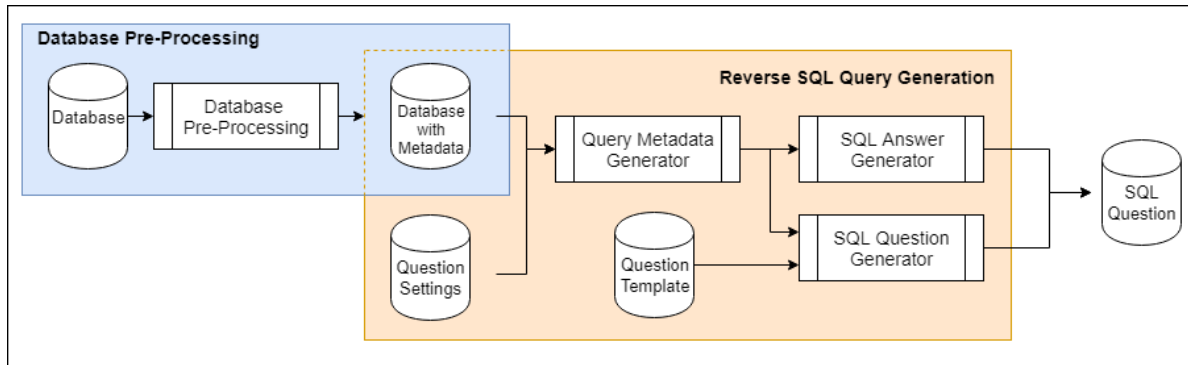 Database Pre-Processing
Database
Database
Pre-Processing
Database
with
Metadata
Reverse SQL Query Generation
Query Metadata
Generator
SQL Answer
Generator
SQL
Question
Question
Settings
Question
Template
SQL Question
Generator